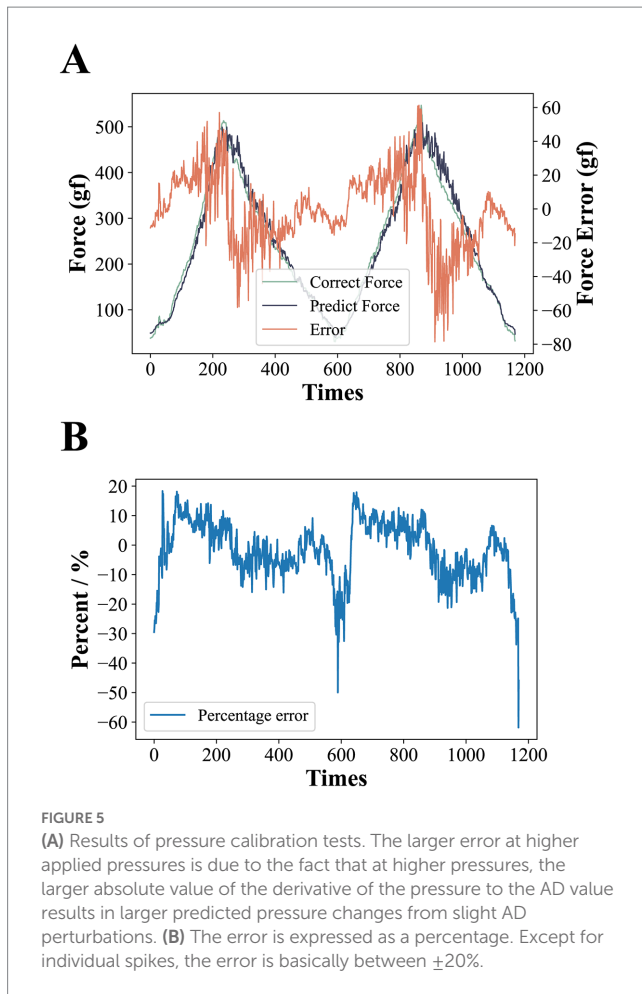 A
Force (gf)
500
400
300
200
100
60
40
20
0
−20
−40
−60
−80
Force Error (gf)
Correct Force
Predict Force
Error
0 200 400 600 800 1000
Times
B
Percent / %
20
10
0
−10
−20
−30
−40
−50
−60
Percentage error
0 200 400 600 800 1000 1200
Times
FIGURE 5
(A) Results of pressure calibration tests. The larger error at higher
applied pressures is due to the fact that at higher pressures, the
larger absolute value of the derivative of the pressure to the AD value
results in larger predicted pressure changes from slight AD
perturbations. (B) The error is expressed as a percentage. Except for
individual spikes, the error is basically between ±20%.